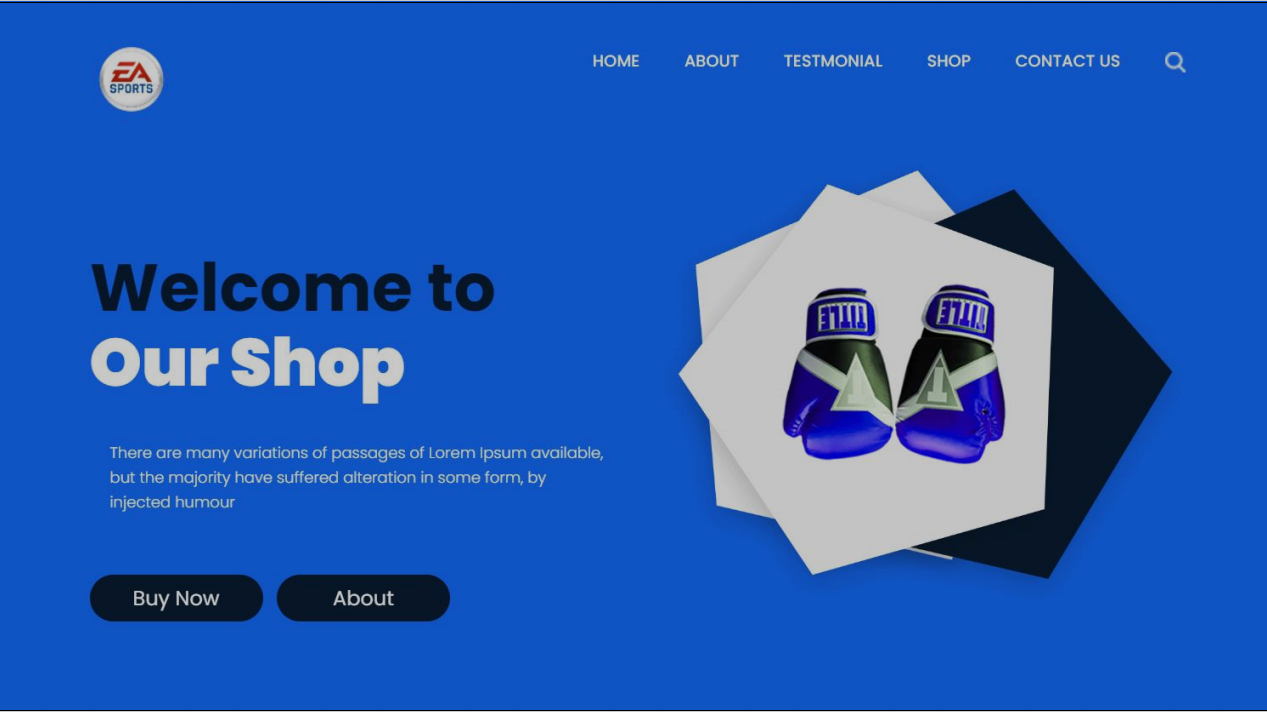 EA
SPORTS
HOME ABOUT TESTMONIAL SHOP CONTACT US
Welcome to
Our Shop
TITLE TITLE
T T
There are many variations of passages of Lorem Ipsum available,
but the majority have suffered alteration in some form, by
injected humour
Buy Now About